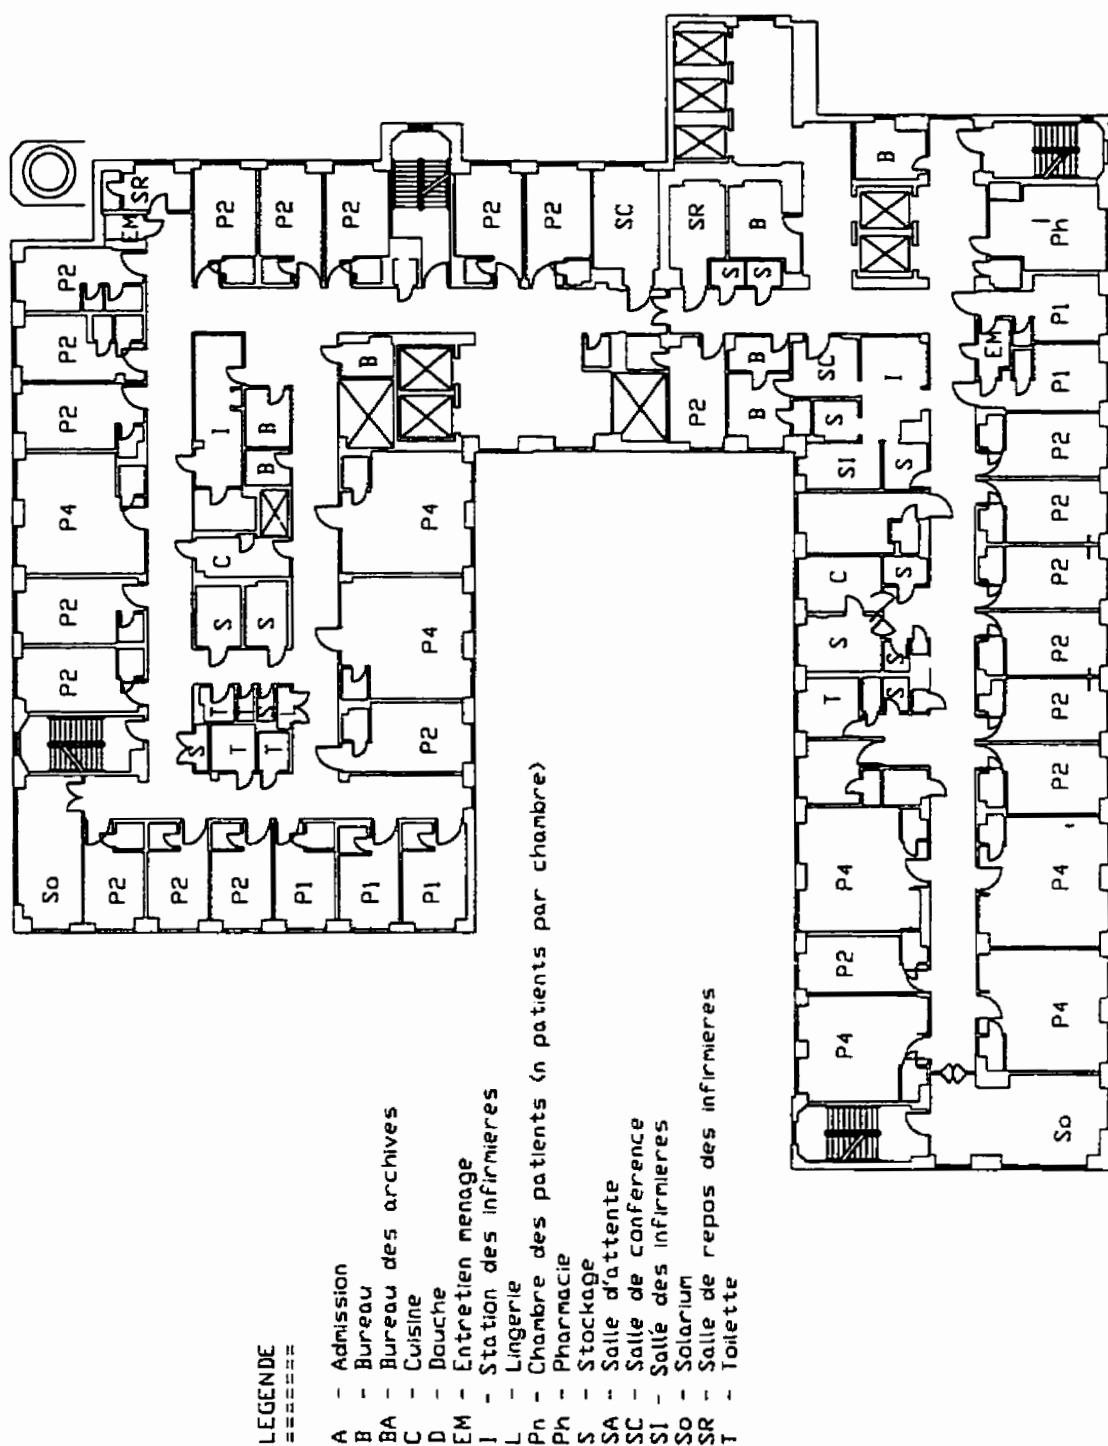 LEGENDE
=======
A - Admission
B - Bureau
BA - Bureau des archives
C - Cuisine
D - Douche
EM - Entretien menage
I - Station des infirmieres
L - Lingerie
Pn - Chambre des patients (n patients par chambre)
Ph - Pharmacie
S - Stockage
SA - Salle d'attente
SC - Salle de conference
SI - Salle des infirmieres
So - Solarium
SR - Salle de repos des infirmieres
T - Toilette
So P2 P2 P4 P2 P2 P2
P2 EM SR
P2 S
P2 T T S C I P2
P1 T S S B B P2
P1 B P2
P1 P2 P4 P4 P2
P2
SC
P2 SR
B B S S B
T S C SI S SC
P4 P2 P4
S S S S I B
EM
So P4 P4 P2 P2 P2 P2 P2 P2 P1 P1 Ph